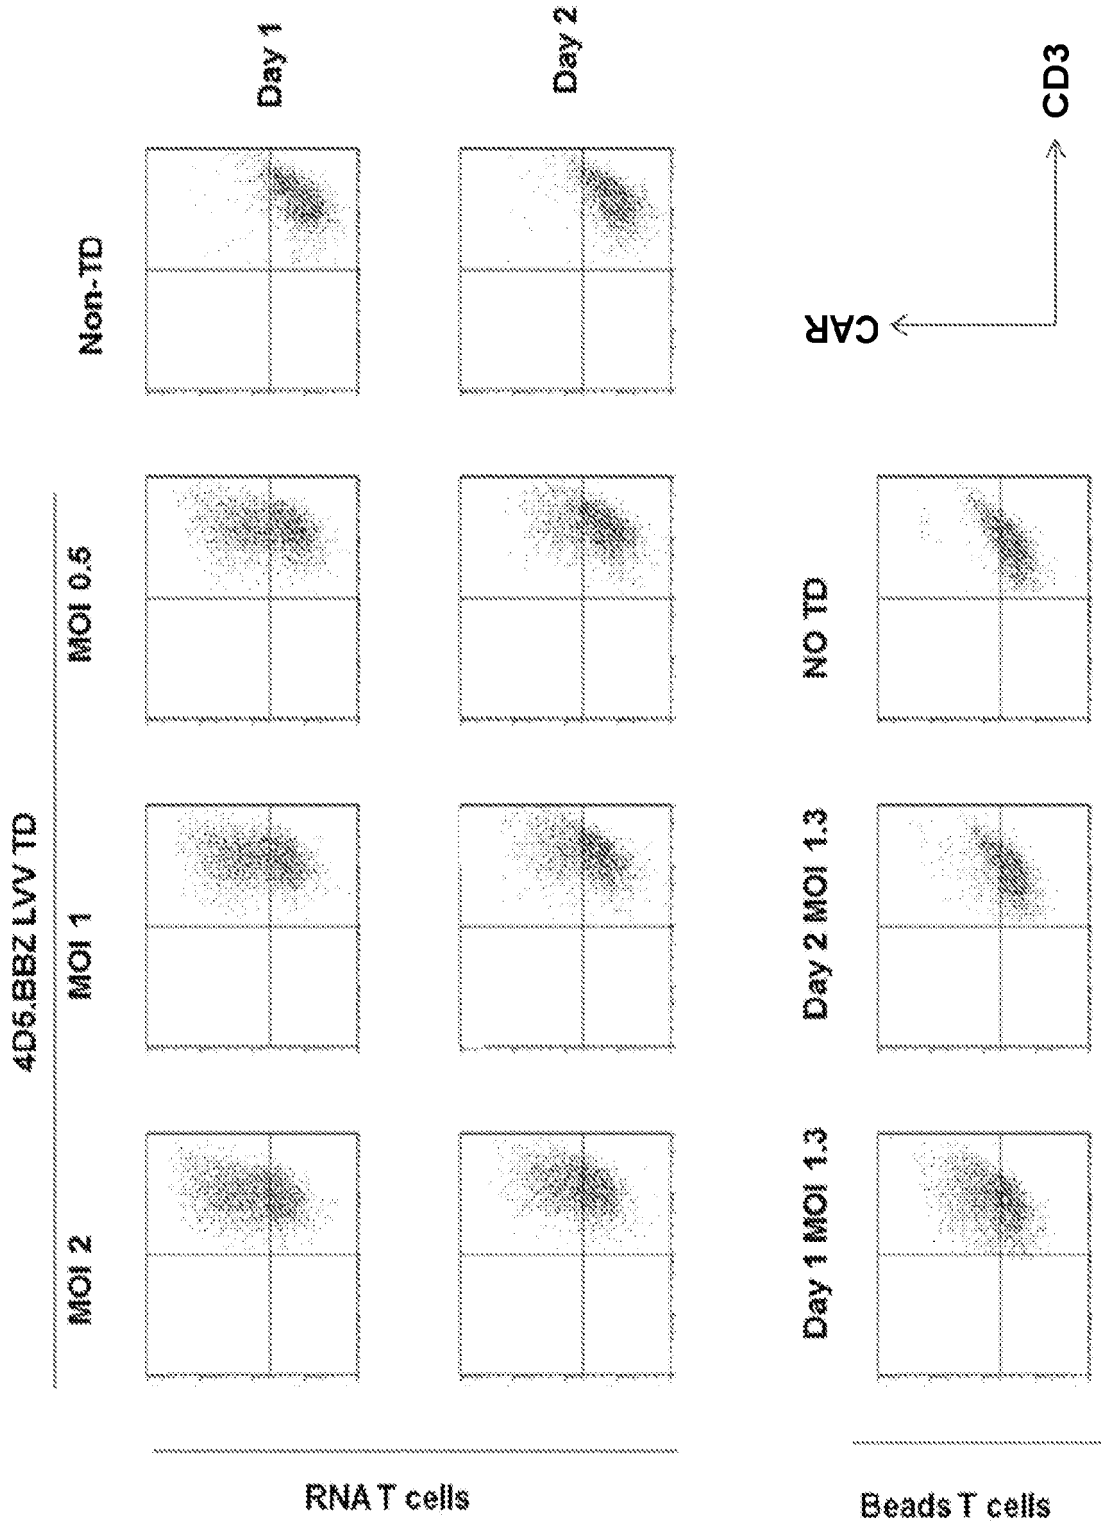 4D5.BBZ LVV TD
MOI 2
MOI 1
MOI 0.5
Non-TD
Day 1
Day 2
RNA T cells
Day 1 MOI 1.3
Day 2 MOI 1.3
NO TD
Beads T cells
CAR
CD3